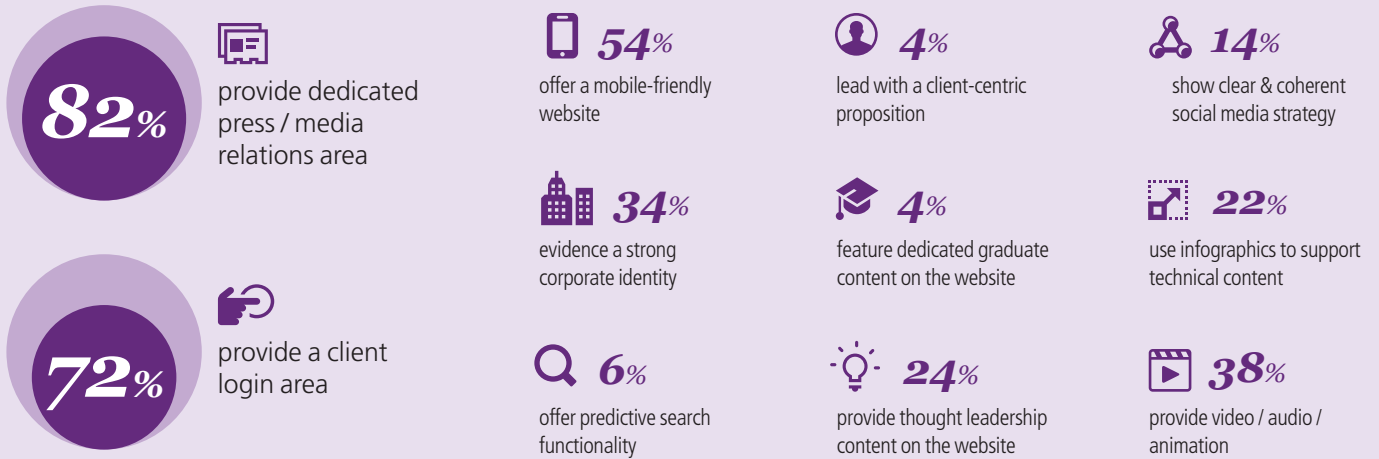 82%
provide dedicated
press / media
relations area
72%
provide a client
login area
54%
offer a mobile-friendly
website
4%
lead with a client-centric
proposition
14%
show clear & coherent
social media strategy
34%
evidence a strong
corporate identity
4%
feature dedicated graduate
content on the website
22%
use infographics to support
technical content
6%
offer predictive search
functionality
24%
provide thought leadership
content on the website
38%
provide video / audio /
animation